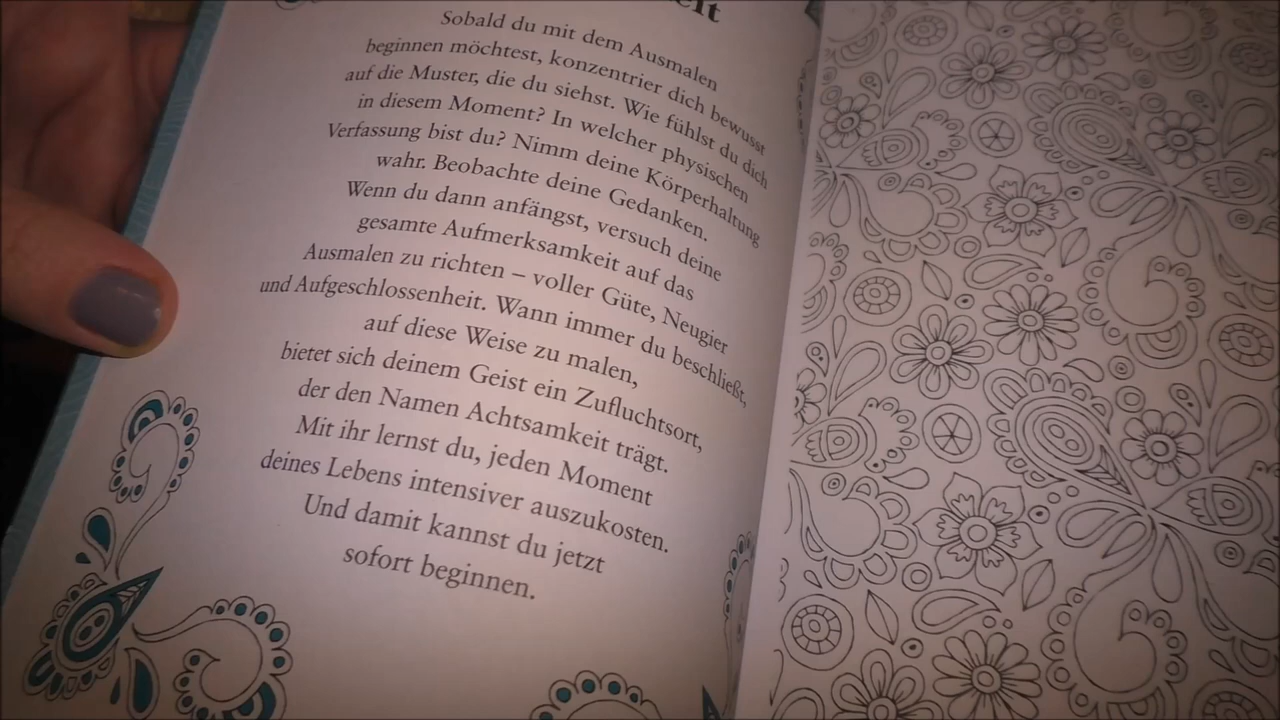 Sobald du mit dem Ausmalen
beginnen möchtest, konzentrier dich bewusst
auf die Muster, die du siehst. Wie fühlst du dich
in diesem Moment? In welcher physischen
Verfassung bist du? Nimm deine Körperhaltung
wahr. Beobachte deine Gedanken.
Wenn du dann anfängst, versuch deine
gesamte Aufmerksamkeit auf das
Ausmalen zu richten – voller Güte, Neugier
und Aufgeschlossenheit. Wann immer du beschließt,
auf diese Weise zu malen,
bietet sich deinem Geist ein Zufluchtsort,
der den Namen Achtsamkeit trägt.
Mit ihr lernst du, jeden Moment
deines Lebens intensiver auszukosten.
Und damit kannst du jetzt
sofort beginnen.